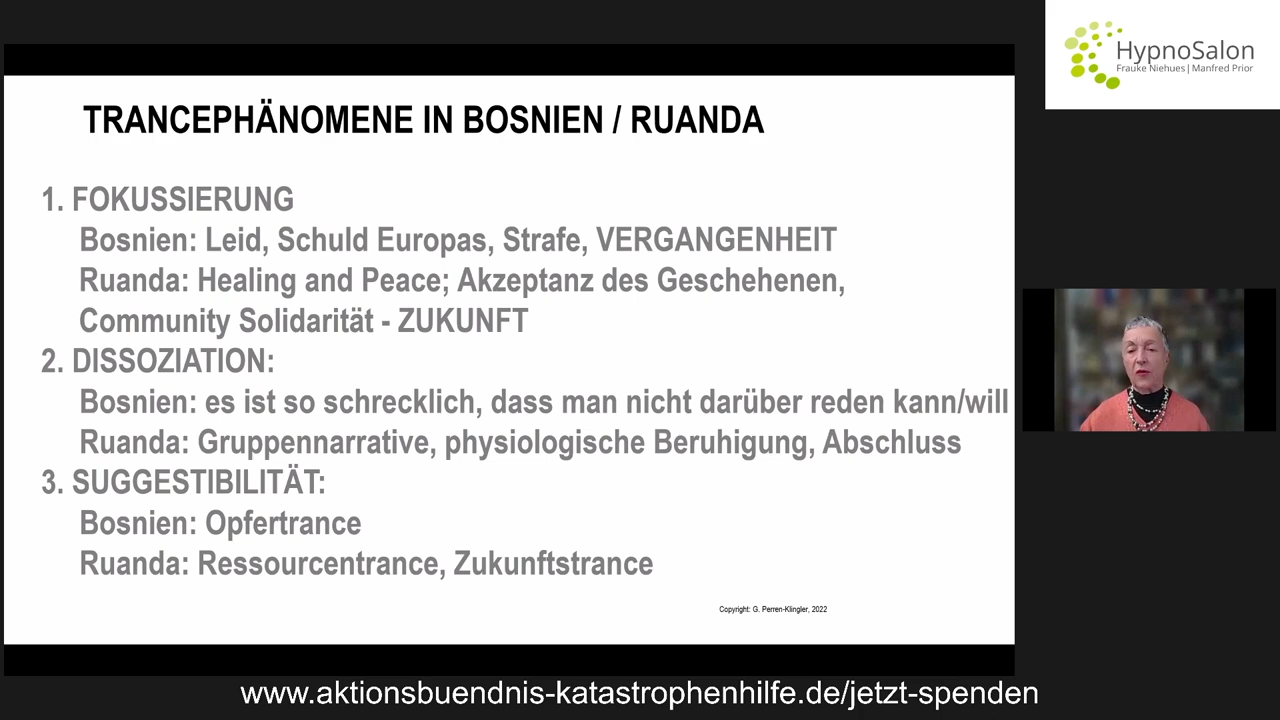 HypnoSalon
Frauke Niehues | Manfred Prior
TRANCEPHÄNOMENE IN BOSNIEN / RUANDA
1. FOKUSSIERUNG
Bosnien: Leid, Schuld Europas, Strafe, VERGANGENHEIT
Ruanda: Healing and Peace; Akzeptanz des Geschehenen,
Community Solidarität - ZUKUNFT
2. DISSOZIATION:
Bosnien: es ist so schrecklich, dass man nicht darüber reden kann/will
Ruanda: Gruppennarrative, physiologische Beruhigung, Abschluss
3. SUGGESTIBILITÄT:
Bosnien: Opfertrance
Ruanda: Ressourcentrance, Zukunftstrance
Copyright: G. Perren-Klingler, 2022
www.aktionsbuendnis-katastrophenhilfe.de/jetzt-spenden